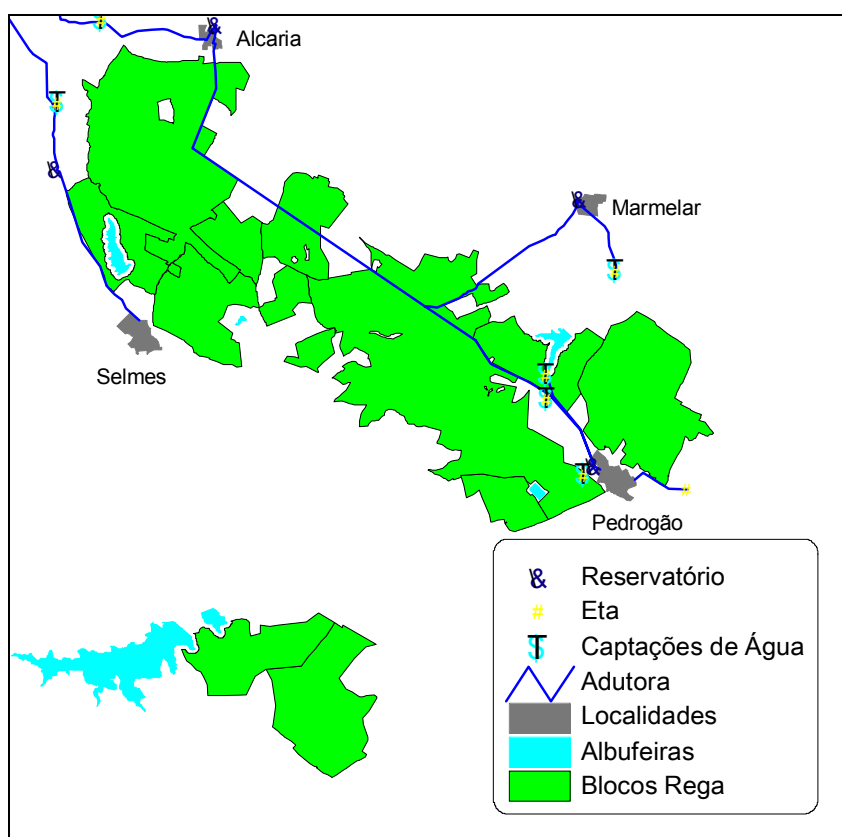 Alcaria
Marmelar
Selmes
Pedrogão
Reservatório
Eta
Captações de Água
Adutora
Localidades
Albufeiras
Blocos Rega